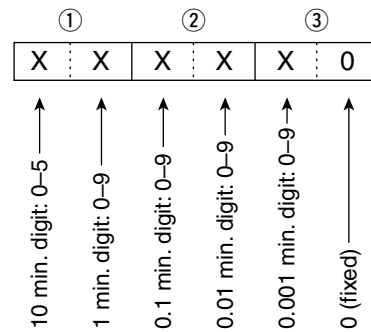 ① ② ③
X X X X X 0
10 min. digit: 0–5
1 min. digit: 0–9
0.1 min. digit: 0–9
0.01 min. digit: 0–9
0.001 min. digit: 0–9
0 (fixed)